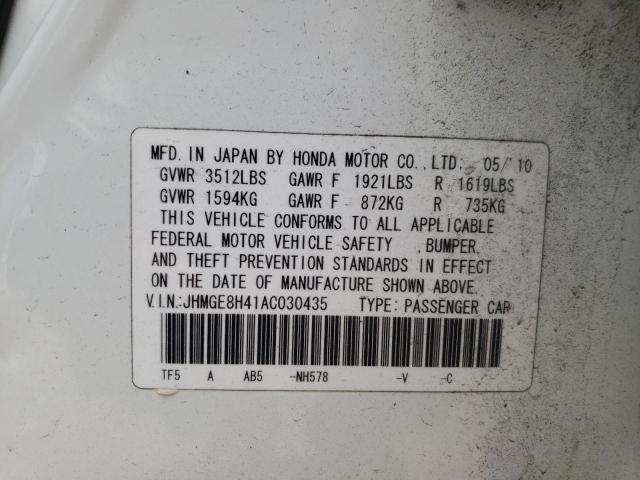 MFD. IN JAPAN BY HONDA MOTOR CO., LTD: 05/'10
GVWR 3512LBS GAWR F 1921LBS R 1619LBS
GVWR 1594KG GAWR F 872KG R 735KG
THIS VEHICLE CONFORMS TO ALL APPLICABLE
FEDERAL MOTOR VEHICLE SAFETY , BUMPER,
AND THEFT PREVENTION STANDARDS IN EFFECT
ON THE DATE OF MANUFACTURE SHOWN ABOVE.
V.I.N.:JHMGE8H41AC030435 TYPE: PASSENGER CAR
TF5 A AB5 -NH578 -V -C